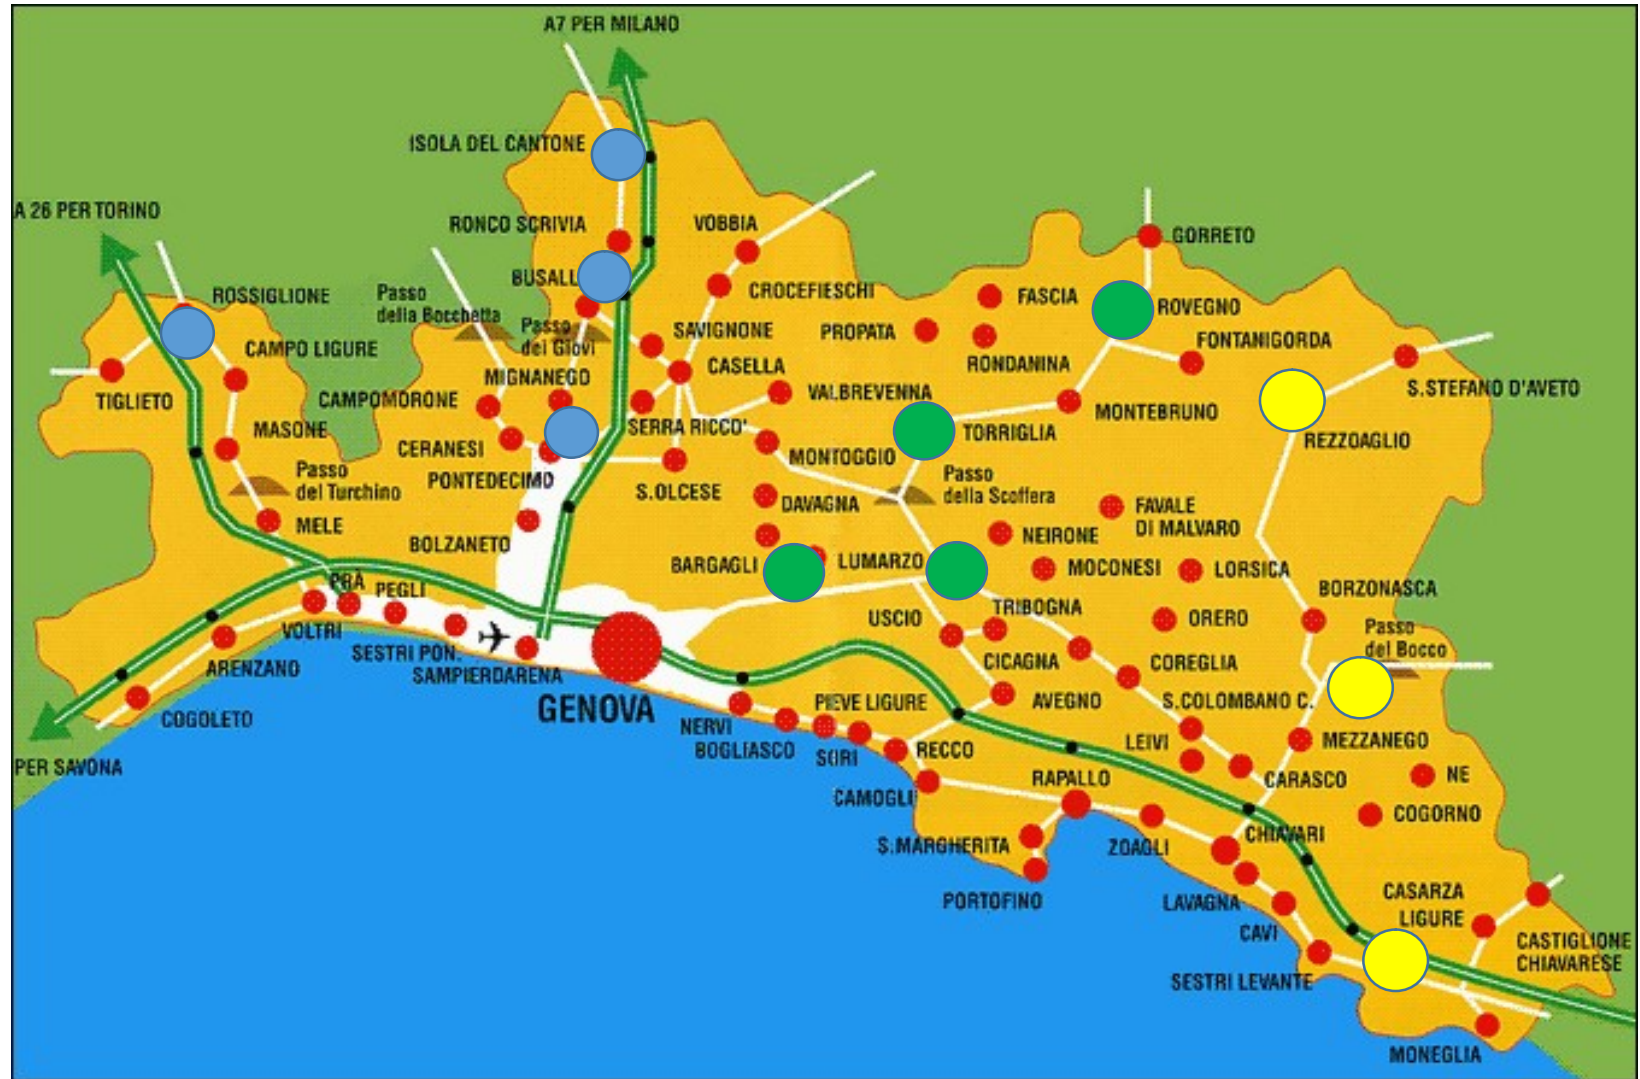 A7 PER MILANO
ISOLA DEL CANTONE
A 26 PER TORINO
RONCO SCRIVIA
VOBBIA
GORRETO
BUSALL
CROCEFIESCHI
ROSSIGLIONE
Passo
della Bocchetta
FASCIA
ROVEGNO
Passo
dei Giovi
SAVIGNONE
PROPATA
FONTANIGORDA
CAMPO LIGURE
CASELLA
RONDANINA
MIGNANEGO
VALBREVENNA
S.STEFANO D'AVETO
TIGLIETO
CAMPOMORONE
MONTEBRUNO
MASONE
SERRA RICCO'
TORRIGLIA
REZZOAGLIO
CERANESI
MONTOGGIO
Passo
del Turchino
PONTEDECIMO
S.OLCESE
Passo
della Scoffera
DAVAGNA
FAVALE
DI MALVARO
MELE
NEIRONE
BOLZANETO
BARGAGLI
LUMARZO
MOCONESI
LORSICA
PRÀ
PEGLI
BORZONASCA
TRIBOGNA
USCIO
ORERO
VOLTRI
Passo
del Bocco
SESTRI PON.
ARENZANO
SAMPIERDARENA
CICAGNA
COREGLIA
GENOVA
PIEVE LIGURE
AVEGNO
S.COLOMBANO C.
COGOLETO
NERVI
BOGLIASCO
SORI
RECCO
LEIVI
MEZZANEGO
PER SAVONA
RAPALLO
CARASCO
NE
CAMOGLI
COGORNO
S.MARGHERITA
ZOAGLI
CHIAVARI
PORTOFINO
LAVAGNA
CASARZA
LIGURE
CAVI
CASTIGLIONE
CHIAVARESE
SESTRI LEVANTE
MONEGLIA